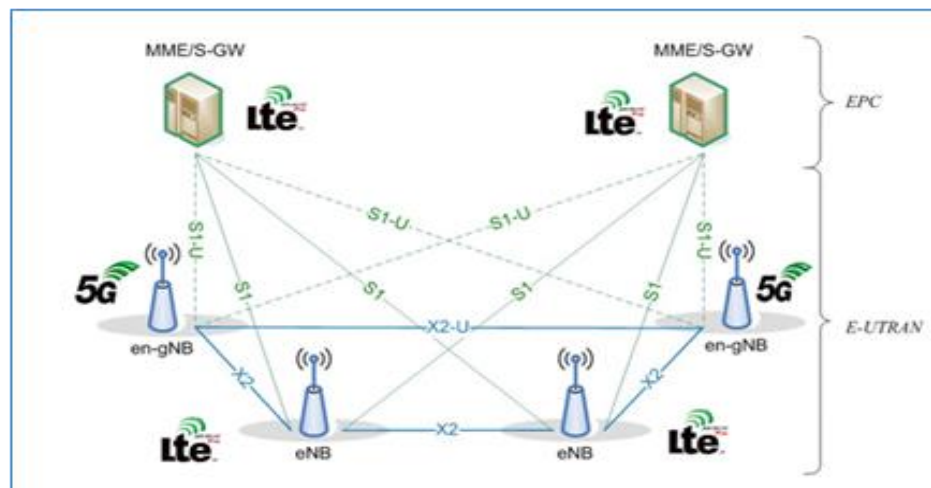 MME/S-GW
MME/S-GW
Lte
Lte
EPC
S1-U
S1-U
S1-U
S1-U
S1
S1
S1
S1
5G
5G
en-gNB
X2-U
en-gNB
E-UTRAN
X2
X2
Lte
eNB
X2
eNB
Lte